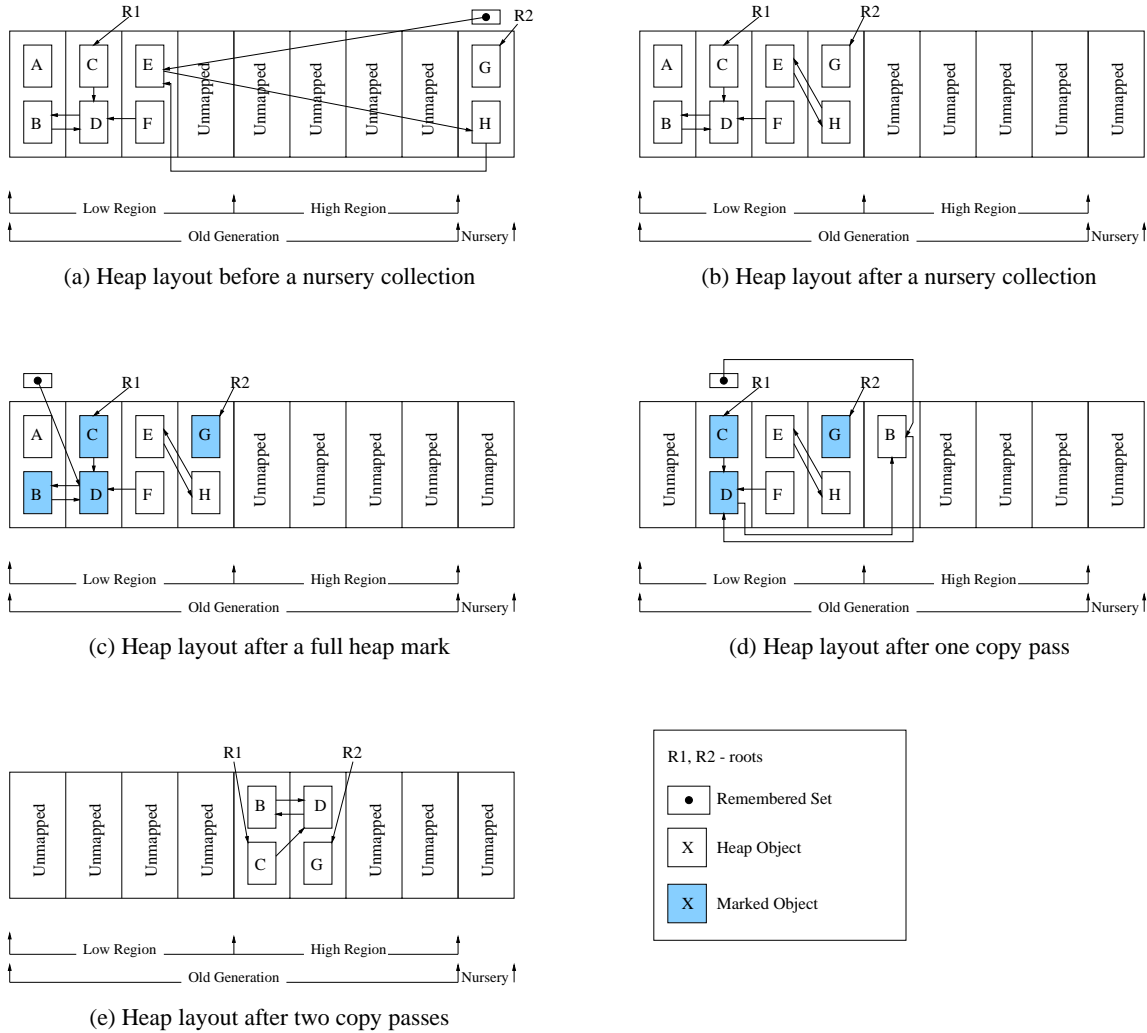 R1
R2
A C E Unmapped Unmapped Unmapped Unmapped Unmapped G
B D F H
Low Region High Region
Old Generation Nursery
(a) Heap layout before a nursery collection
R1 R2
A C E G Unmapped Unmapped Unmapped Unmapped Unmapped
B D F H
Low Region High Region
Old Generation Nursery
(b) Heap layout after a nursery collection
R1 R2
A C E G Unmapped Unmapped Unmapped Unmapped Unmapped
B D F H
Low Region High Region
Old Generation Nursery
(c) Heap layout after a full heap mark
R1 R2
Unmapped C E G B Unmapped Unmapped Unmapped Unmapped
D F H
Low Region High Region
Old Generation Nursery
(d) Heap layout after one copy pass
R1 R2
Unmapped Unmapped Unmapped Unmapped B D Unmapped Unmapped Unmapped
C G
Low Region High Region
Old Generation Nursery
(e) Heap layout after two copy passes
R1, R2 - roots
Remembered Set
X Heap Object
X Marked Object